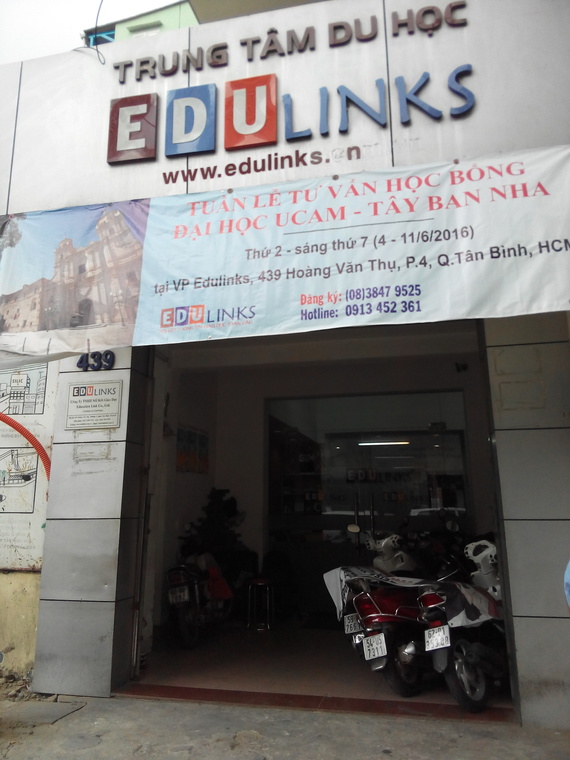 TRUNG TÂM DU HỌC
EDULINKS
www.edulinks.vn
TUẦN LỄ TƯ VẤN HỌC BỔNG
ĐẠI HỌC UCAM - TÂY BAN NHA
Thứ 2 - sáng thứ 7 (4 - 11/6/2016)
tại VP Edulinks, 439 Hoàng Văn Thụ, P.4, Q.Tân Bình, HCM
EDULINKS
Đăng ký: (08)3847 9525
Hotline: 0913 452 361
439
EDULINKS
EDULINKS